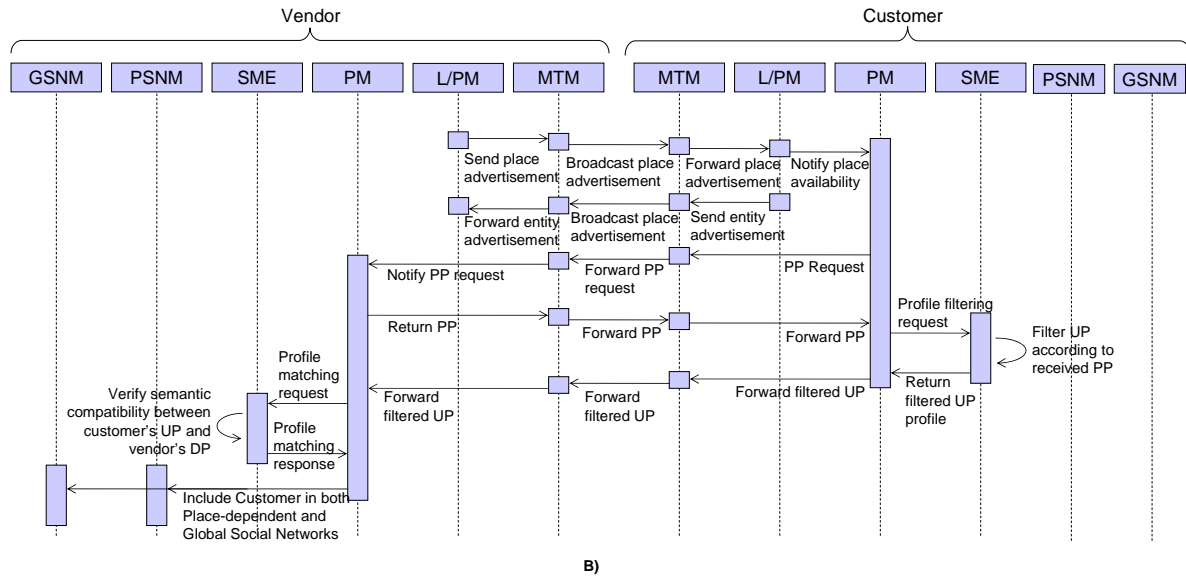 Vendor
Customer
GSNM
PSNM
SME
PM
L/PM
MTM
MTM
L/PM
PM
SME
PSNM
GSNM
Send place
advertisement
Broadcast place
advertisement
Forward place
advertisement
Notify place
availability
Forward entity
advertisement
Broadcast place
advertisement
Send entity
advertisement
Notify PP request
Forward PP
request
PP Request
Return PP
Forward PP
Forward PP
Profile filtering
request
Filter UP
according to
received PP
Return
filtered UP
profile
Forward filtered UP
Forward
filtered UP
Forward
filtered UP
Profile
matching
request
Verify semantic
compatibility between
customer's UP and
vendor's DP
Profile
matching
response
Include Customer in both
Place-dependent and
Global Social Networks
B)